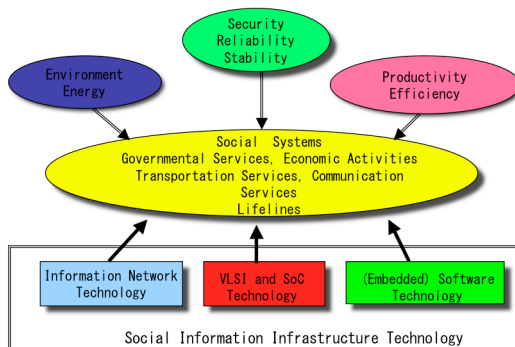 Security
Reliability
Stability
Environment
Energy
Productivity
Efficiency
Social Systems
Governmental Services, Economic Activities
Transportation Services, Communication
Services
Lifelines
Information Network
Technology
VLSI and SoC
Technology
(Embedded) Software
Technology
Social Information Infrastructure Technology